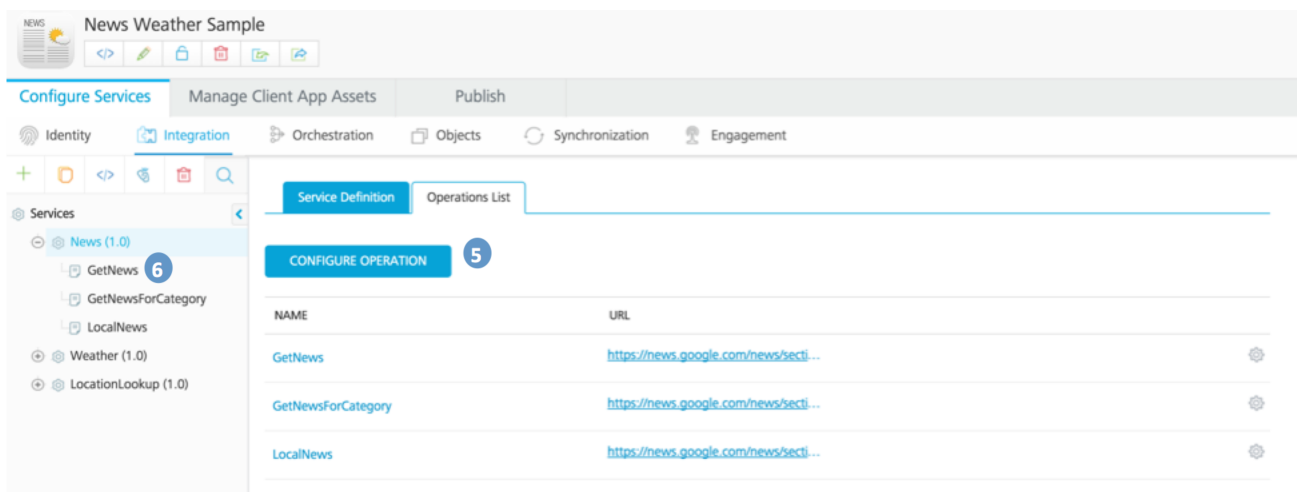 NEWS
News Weather Sample
</>
Configure Services Manage Client App Assets Publish
Identity Integration Orchestration Objects Synchronization Engagement
</>
Service Definition Operations List
Services
News (1.0)
GetNews 6
CONFIGURE OPERATION 5
GetNewsForCategory
NAME URL
LocalNews
Weather (1.0)
GetNews https://news.google.com/news/secti...
LocationLookup (1.0)
GetNewsForCategory https://news.google.com/news/secti...
LocalNews https://news.google.com/news/secti...